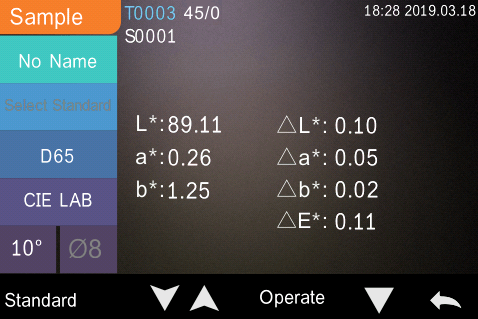 Sample
T0003 45/0
18:28 2019.03.18
S0001
No Name
Select Standard
D65
CIE LAB
10° Ø8
L*: 89.11
a*: 0.26
b*: 1.25
△L*: 0.10
△a*: 0.05
△b*: 0.02
△E*: 0.11
Standard
Operate